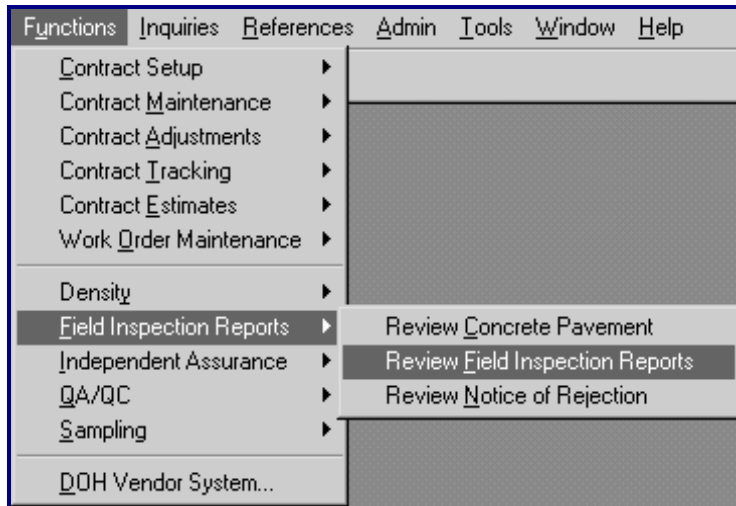 Functions Inquiries References Admin Tools Window Help
Contract Setup
Contract Maintenance
Contract Adjustments
Contract Tracking
Contract Estimates
Work Order Maintenance
Density
Field Inspection Reports
Independent Assurance
QA/QC
Sampling
DOH Vendor System...
Review Concrete Pavement
Review Field Inspection Reports
Review Notice of Rejection